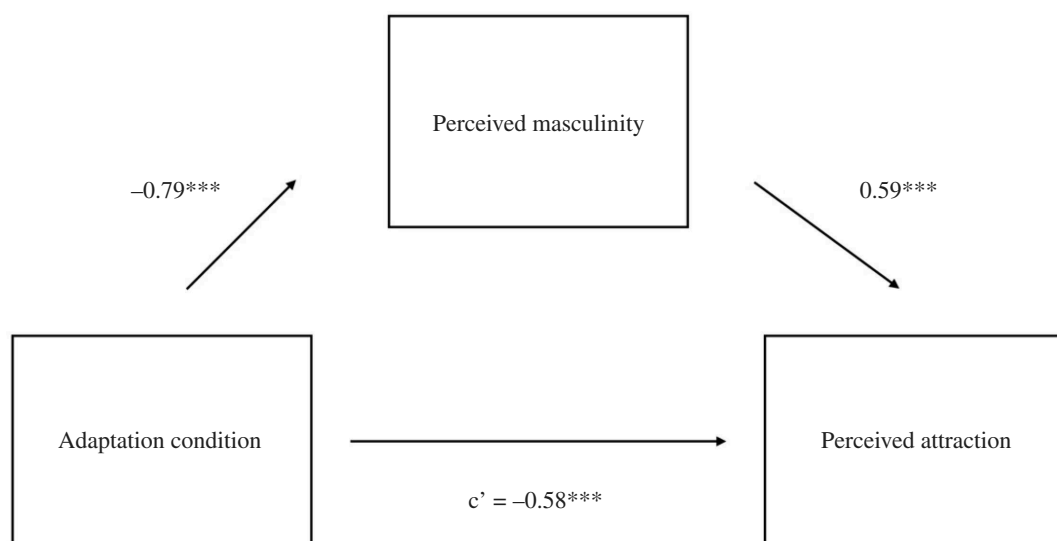 Perceived masculinity
–0.79***
0.59***
Adaptation condition
Perceived attraction
c’ = –0.58***